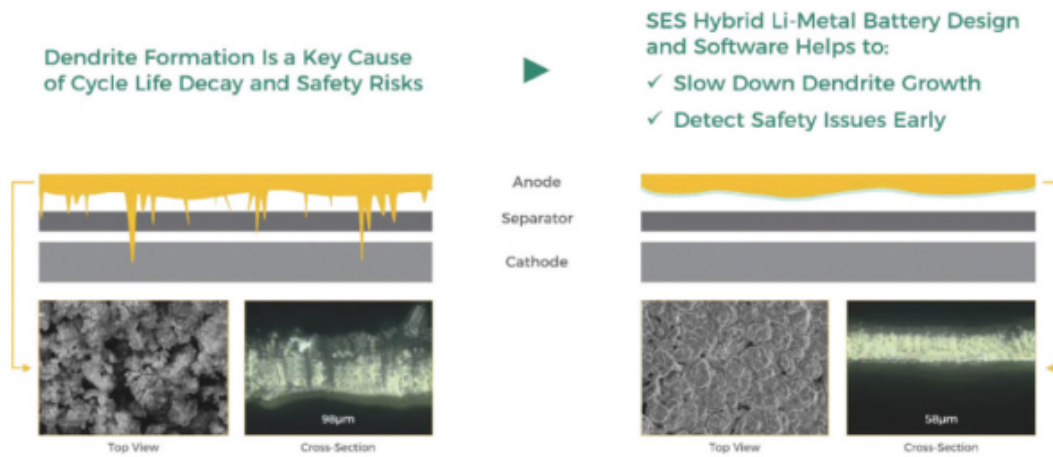 Dendrite Formation Is a Key Cause
of Cycle Life Decay and Safety Risks
SES Hybrid Li-Metal Battery Design
and Software Helps to:
✓ Slow Down Dendrite Growth
✓ Detect Safety Issues Early
Anode
Separator
Cathode
98μm
58μm
Top View
Cross-Section
Top View
Cross-Section